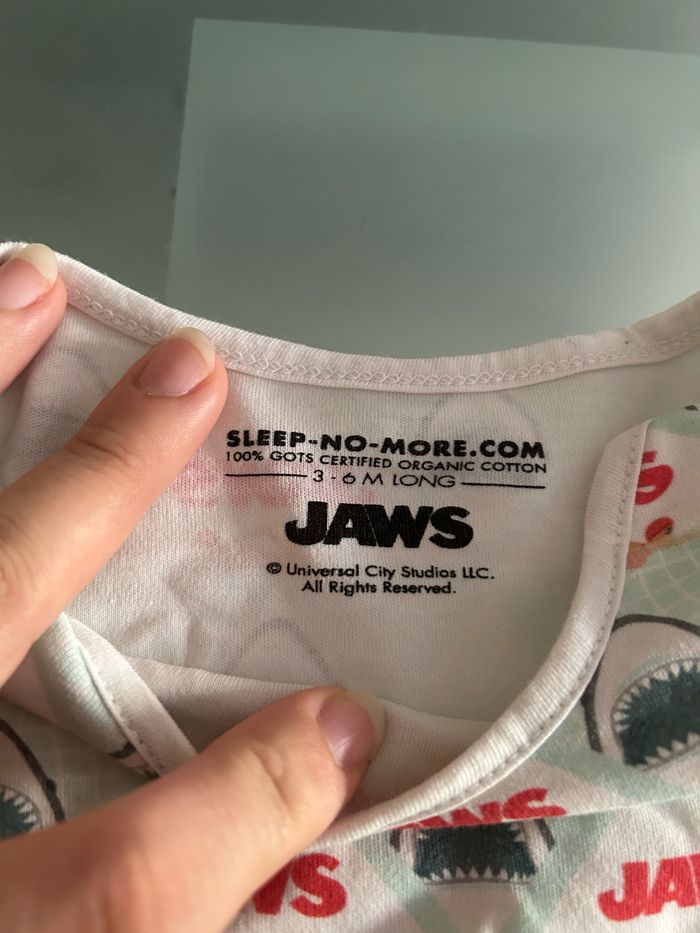 SLEEP-NO-MORE.COM
100% GOTS CERTIFIED ORGANIC COTTON
3 - 6 M LONG
JAWS
© Universal City Studios LLC.
All Rights Reserved.
JAWS